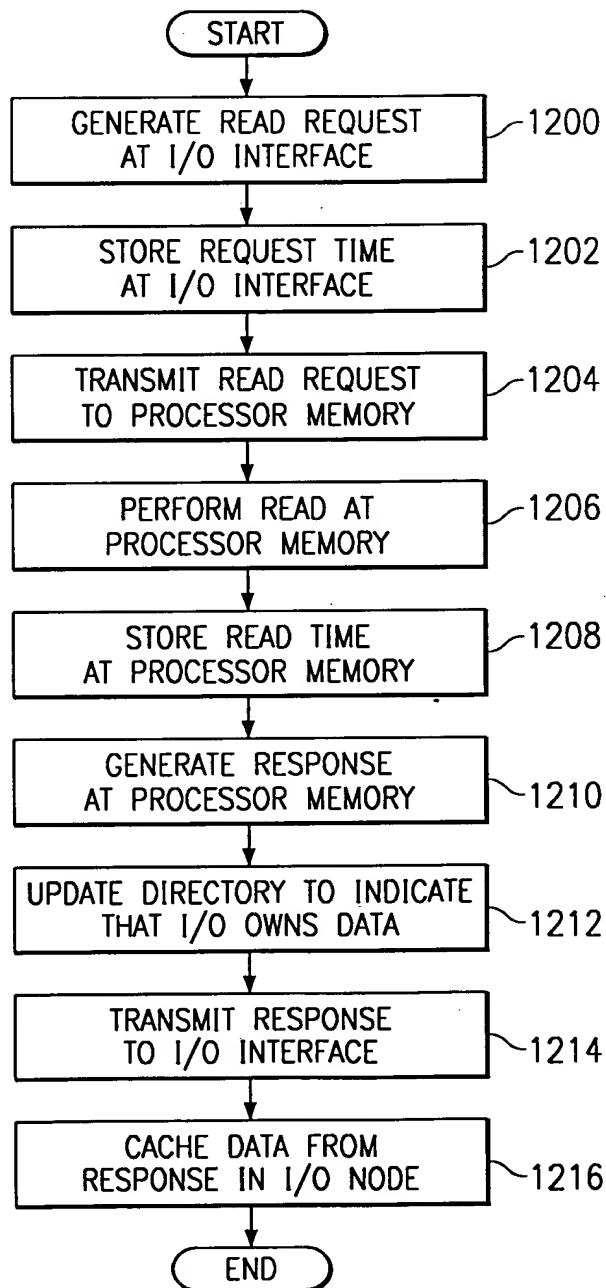 START
GENERATE READ REQUEST
AT I/O INTERFACE
1200
STORE REQUEST TIME
AT I/O INTERFACE
1202
TRANSMIT READ REQUEST
TO PROCESSOR MEMORY
1204
PERFORM READ AT
PROCESSOR MEMORY
1206
STORE READ TIME
AT PROCESSOR MEMORY
1208
GENERATE RESPONSE
AT PROCESSOR MEMORY
1210
UPDATE DIRECTORY TO INDICATE
THAT I/O OWNS DATA
1212
TRANSMIT RESPONSE
TO I/O INTERFACE
1214
CACHE DATA FROM
RESPONSE IN I/O NODE
1216
END